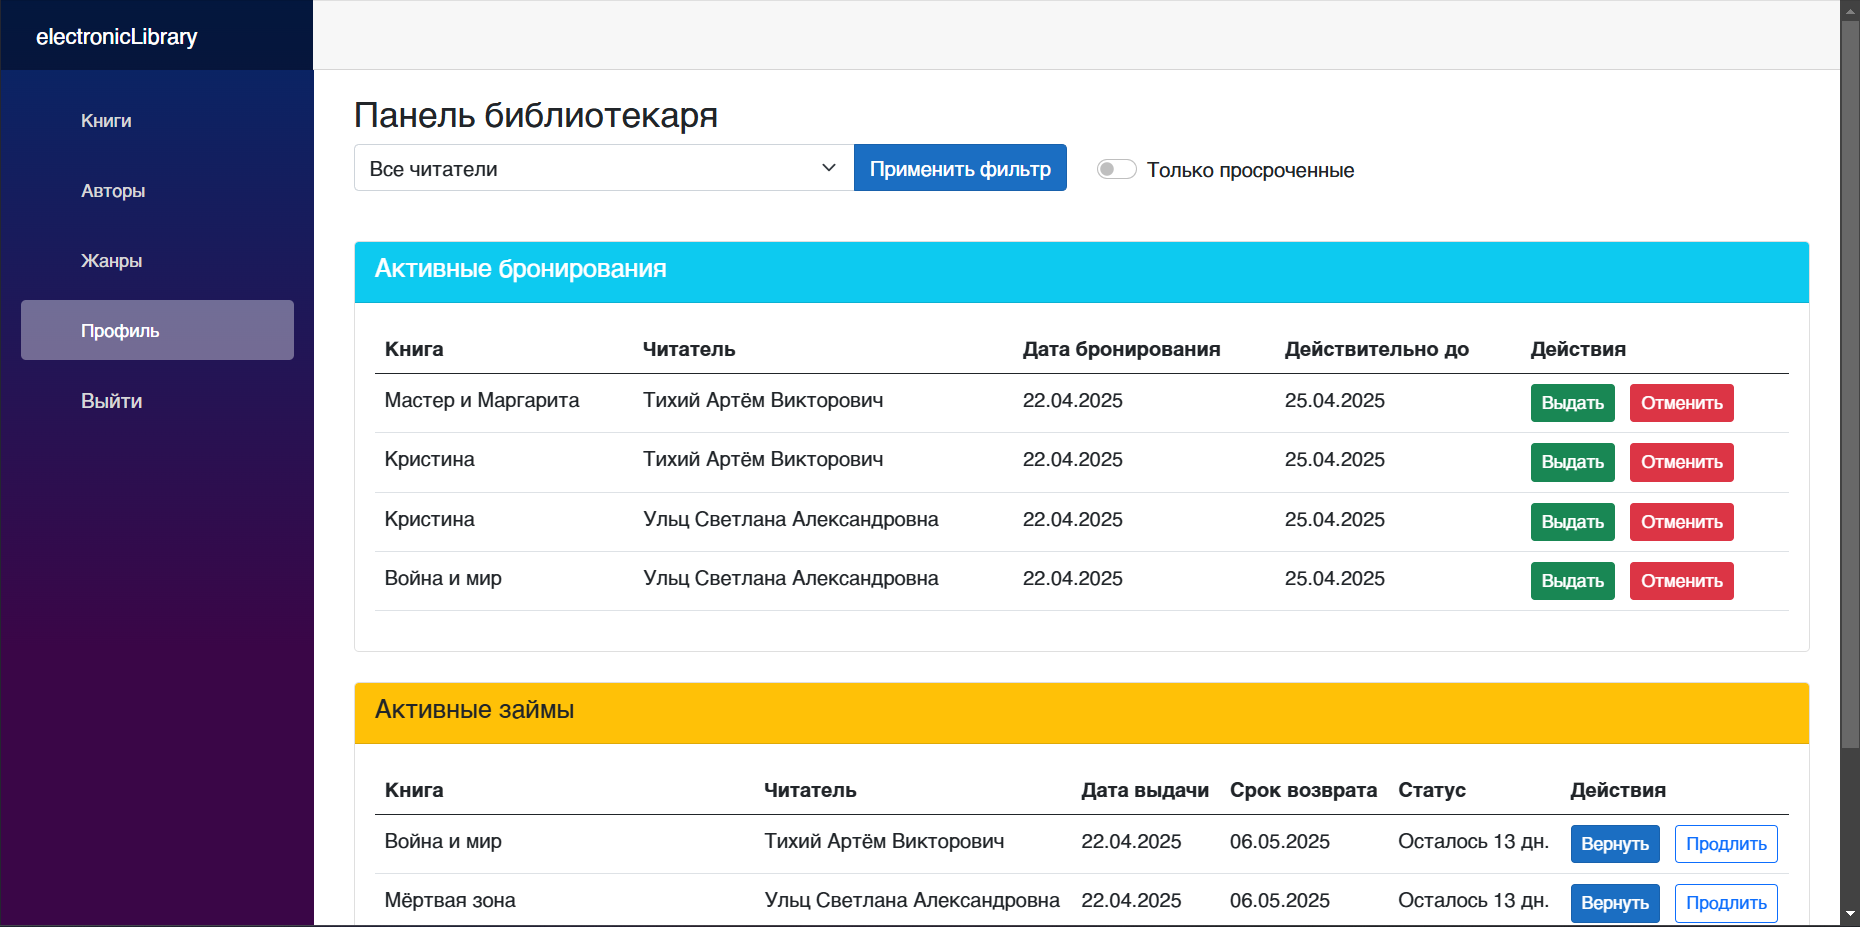 electronicLibrary
Книги
Авторы
Жанры
Профиль
Выйти
Панель библиотекаря
Все читатели Применить фильтр Только просроченные
Активные бронирования
Книга Читатель Дата бронирования Действительно до Действия
Мастер и Маргарита Тихий Артём Викторович 22.04.2025 25.04.2025 Выдать Отменить
Кристина Тихий Артём Викторович 22.04.2025 25.04.2025 Выдать Отменить
Кристина Ульц Светлана Александровна 22.04.2025 25.04.2025 Выдать Отменить
Война и мир Ульц Светлана Александровна 22.04.2025 25.04.2025 Выдать Отменить
Активные займы
Книга Читатель Дата выдачи Срок возврата Статус Действия
Война и мир Тихий Артём Викторович 22.04.2025 06.05.2025 Осталось 13 дн. Вернуть Продлить
Мёртвая зона Ульц Светлана Александровна 22.04.2025 06.05.2025 Осталось 13 дн. Вернуть Продлить